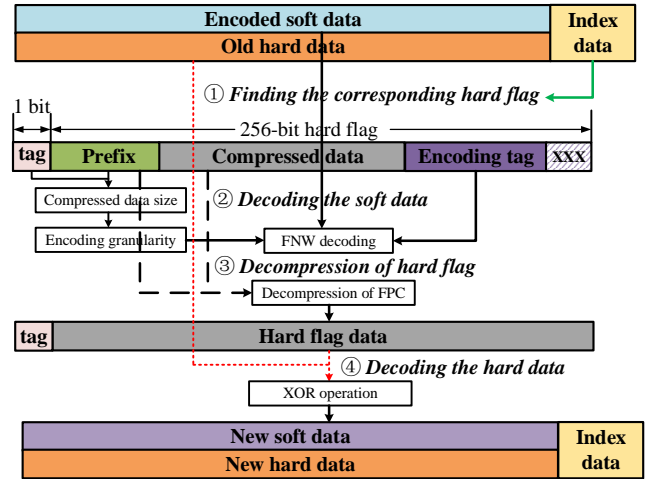 Encoded soft data
Old hard data
Index
data
① Finding the corresponding hard flag
1 bit
256-bit hard flag
tag
Prefix
Compressed data
Encoding tag
XXX
Compressed data size
② Decoding the soft data
Encoding granularity
FNW decoding
③ Decompression of hard flag
Decompression of FPC
tag
Hard flag data
④ Decoding the hard data
XOR operation
New soft data
New hard data
Index
data